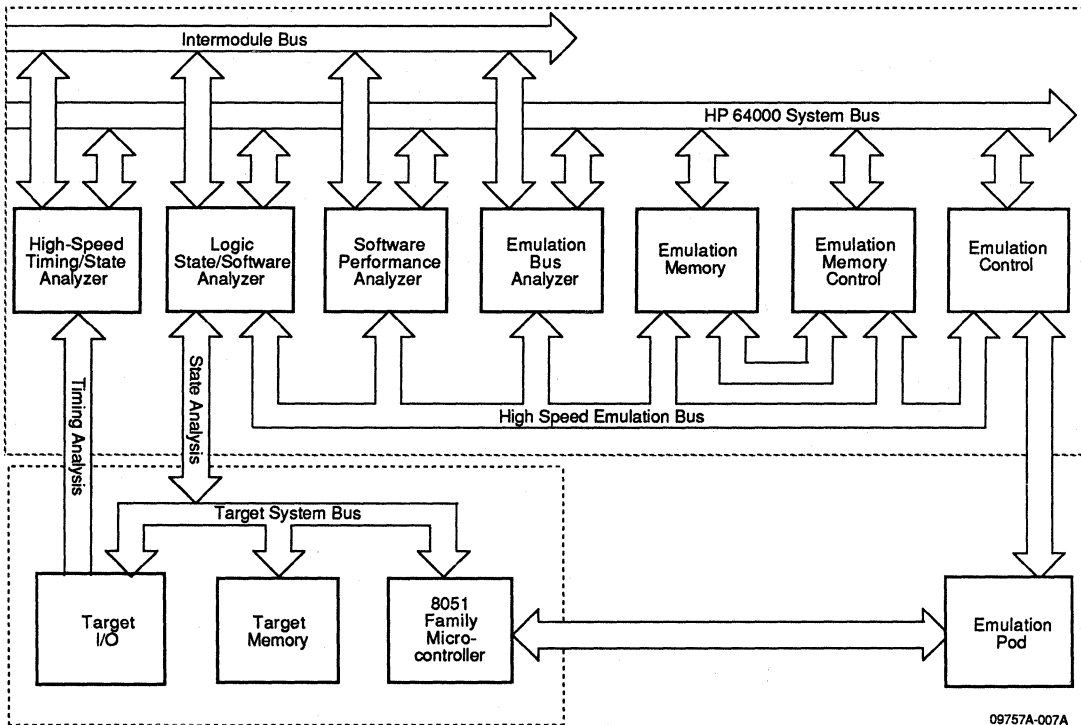 Intermodule Bus
HP 64000 System Bus
High-Speed
Timing/State
Analyzer
Logic
State/Software
Analyzer
Software
Performance
Analyzer
Emulation
Bus
Analyzer
Emulation
Memory
Emulation
Memory
Control
Emulation
Control
Timing Analysis
State Analysis
High Speed Emulation Bus
Target System Bus
Target
I/O
Target
Memory
8051
Family
Micro-
controller
Emulation
Pod
09757A-007A